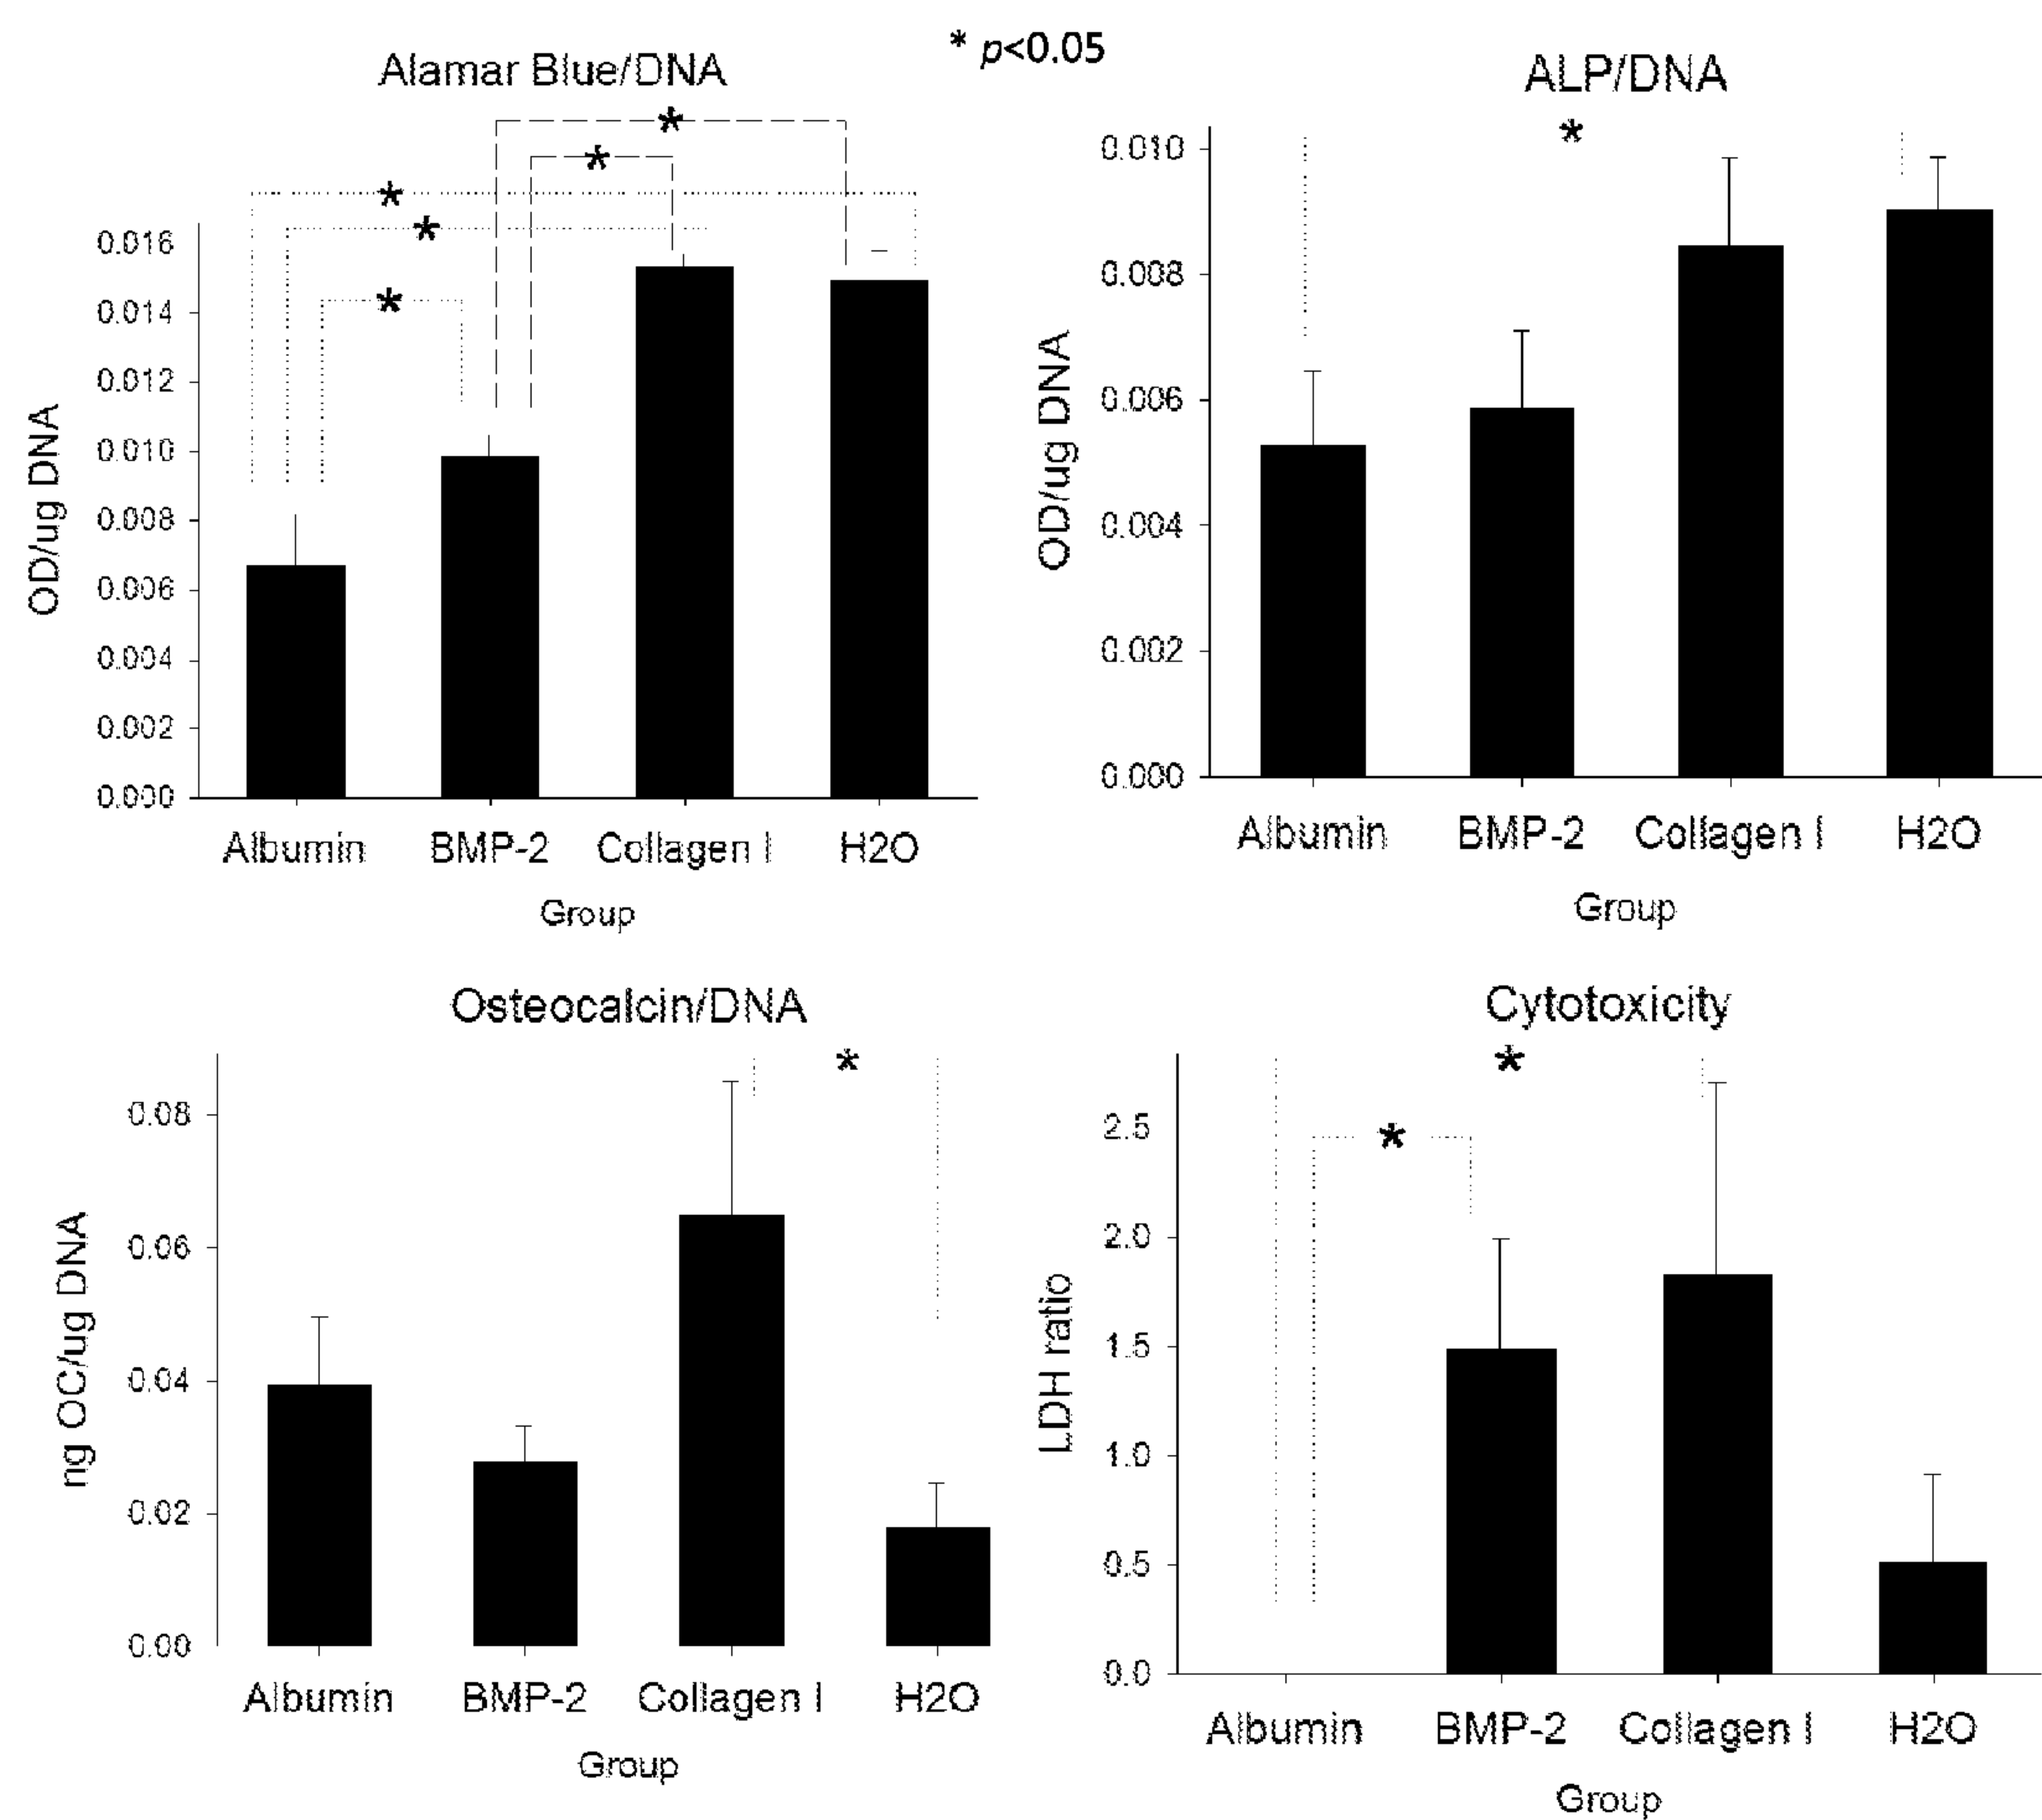 * p<0.05
Alamar Blue/DNA
*
*
*
*
*
OD/ug DNA
0.016
0.014
0.012
0.010
0.008
0.006
0.004
0.002
0.000
Albumin BMP-2 Collagen I H2O
Group
ALP/DNA
*
OD/ug DNA
0.010
0.008
0.006
0.004
0.002
0.000
Albumin BMP-2 Collagen I H2O
Group
Osteocalcin/DNA
*
ng OC/ug DNA
0.08
0.06
0.04
0.02
0.00
Albumin BMP-2 Collagen I H2O
Group
Cytotoxicity
*
*
LDH ratio
2.5
2.0
1.5
1.0
0.5
0.0
Albumin BMP-2 Collagen I H2O
Group